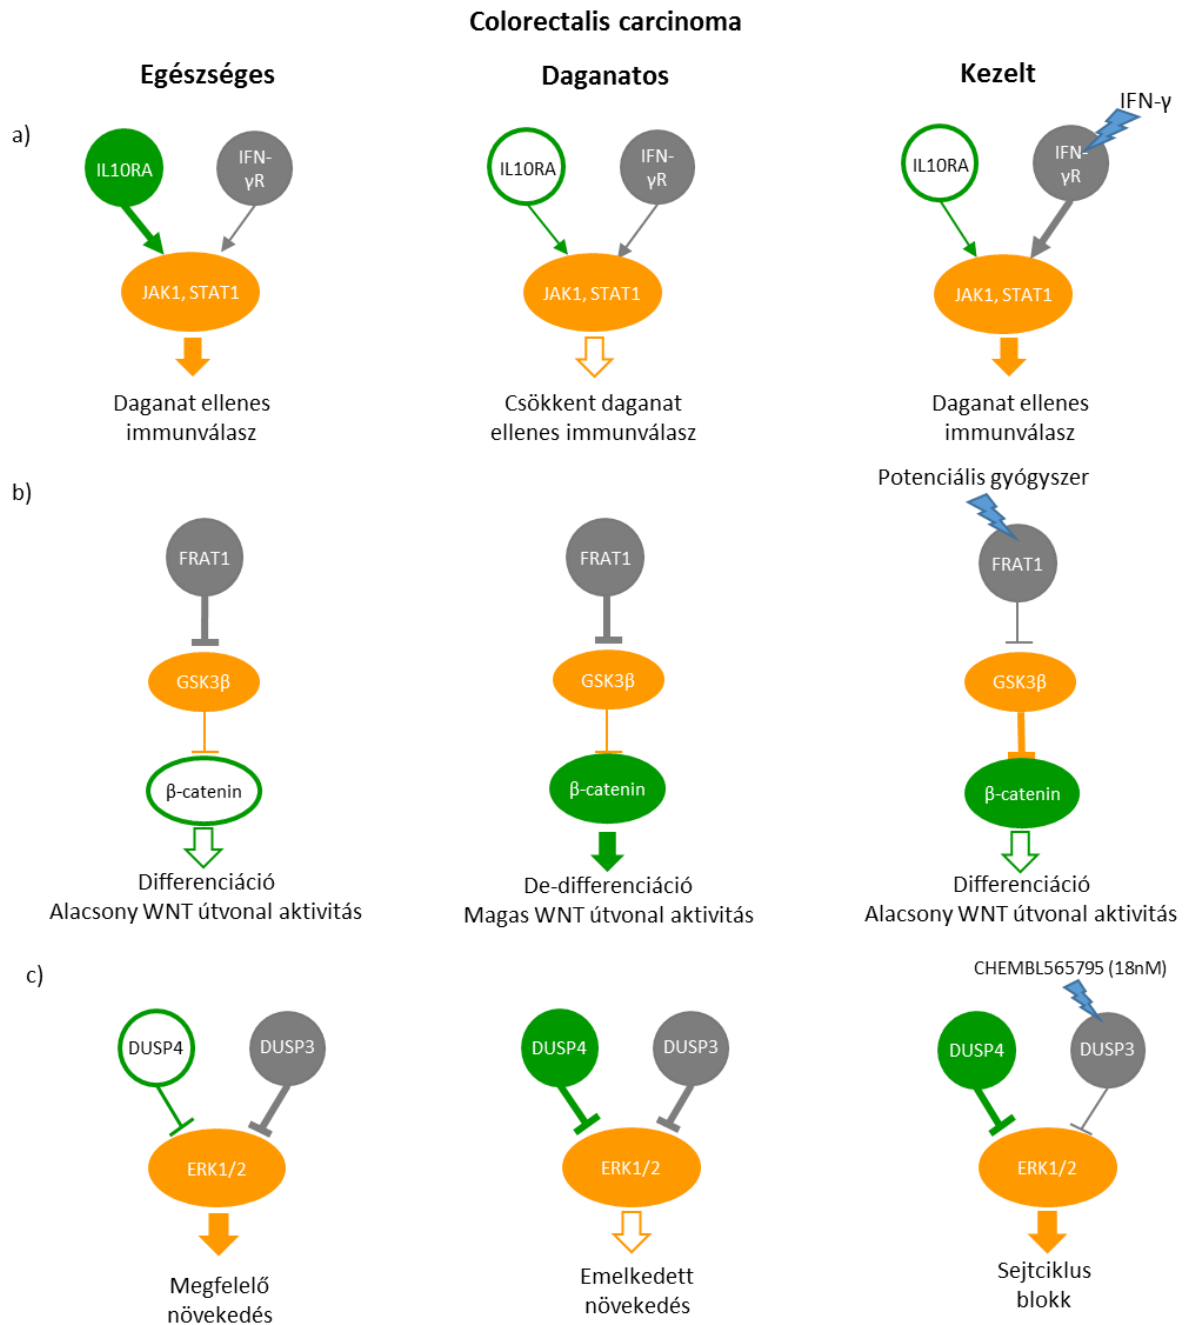 Colorectalis carcinoma
Egészséges
Daganatos
Kezelt
a)
IL10RA
IFN-
γR
JAK1, STAT1
Daganat ellenes
immunválasz
IL10RA
IFN-
γR
JAK1, STAT1
Csökkent daganat
ellenes immunválasz
IFN-γ
IL10RA
IFN-
γR
JAK1, STAT1
Daganat ellenes
immunválasz
b)
FRAT1
GSK3β
β-catenin
Differenciáció
Alacsony WNT útvonal aktivitás
FRAT1
GSK3β
β-catenin
De-differenciáció
Magas WNT útvonal aktivitás
Potenciális gyógyszer
FRAT1
GSK3β
β-catenin
Differenciáció
Alacsony WNT útvonal aktivitás
c)
DUSP4
DUSP3
ERK1/2
Megfelelő
növekedés
DUSP4
DUSP3
ERK1/2
Emelkedett
növekedés
CHEMBL565795 (18nM)
DUSP4
DUSP3
ERK1/2
Sejtciklus
blokk